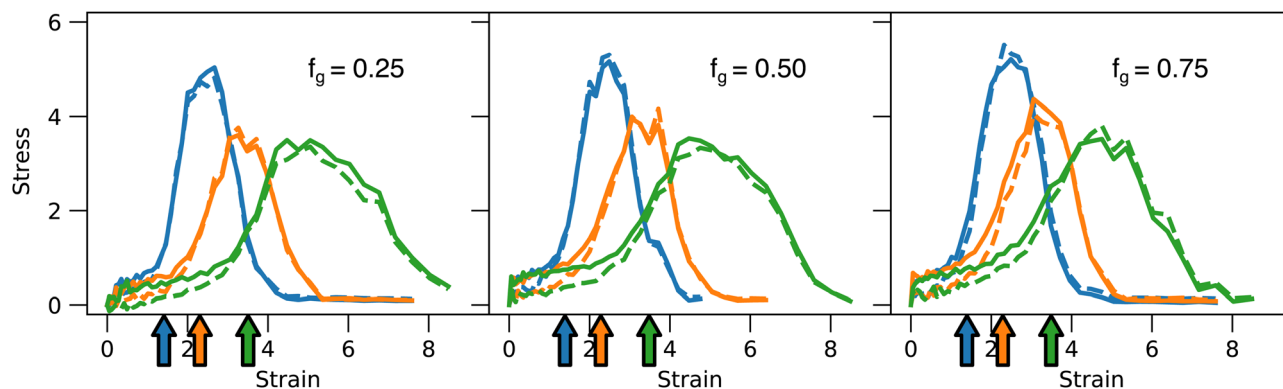 6
4
2
0
Stress
f_g = 0.25
f_g = 0.50
f_g = 0.75
0 2 4 6 8
0 2 4 6 8
0 2 4 6 8
Strain
Strain
Strain